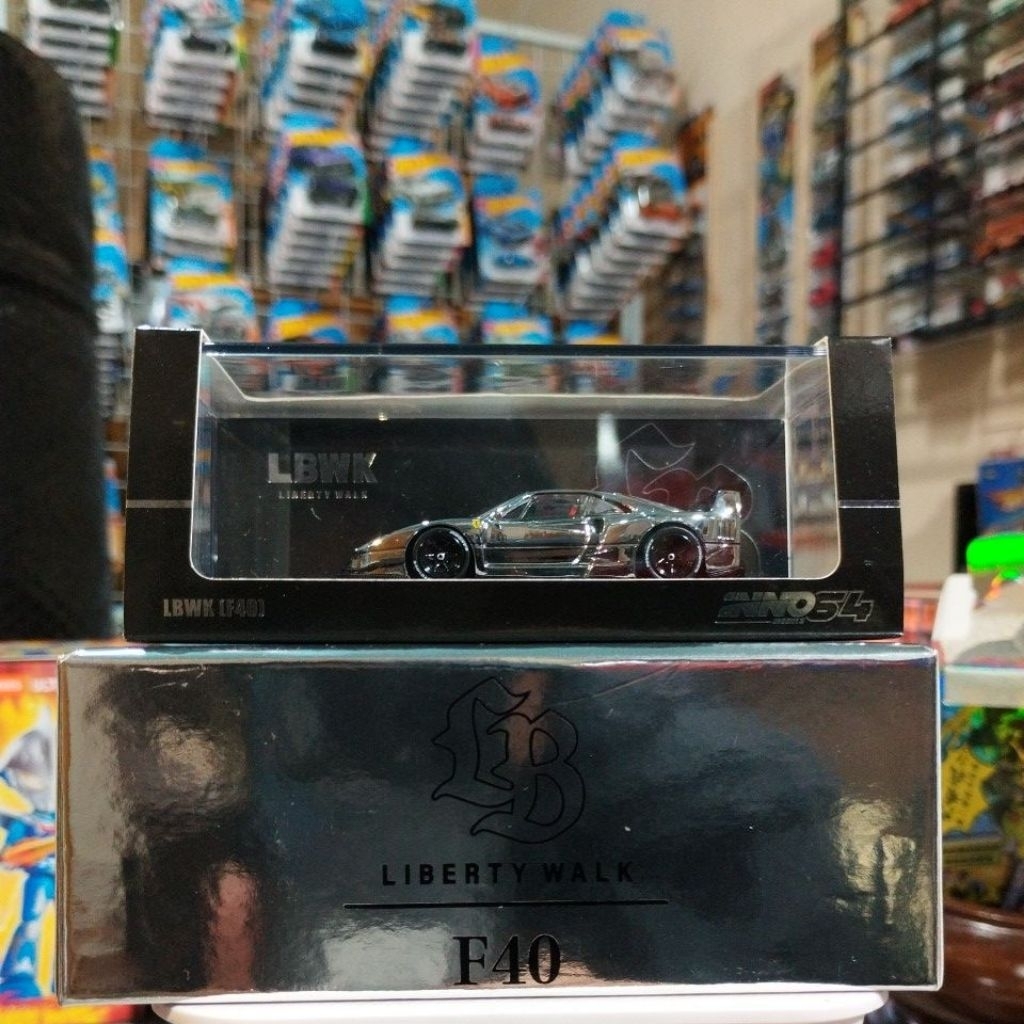 LBWK
LIBERTY WALK
LBWK [F40]
INNO64
LB
LIBERTY WALK
F40